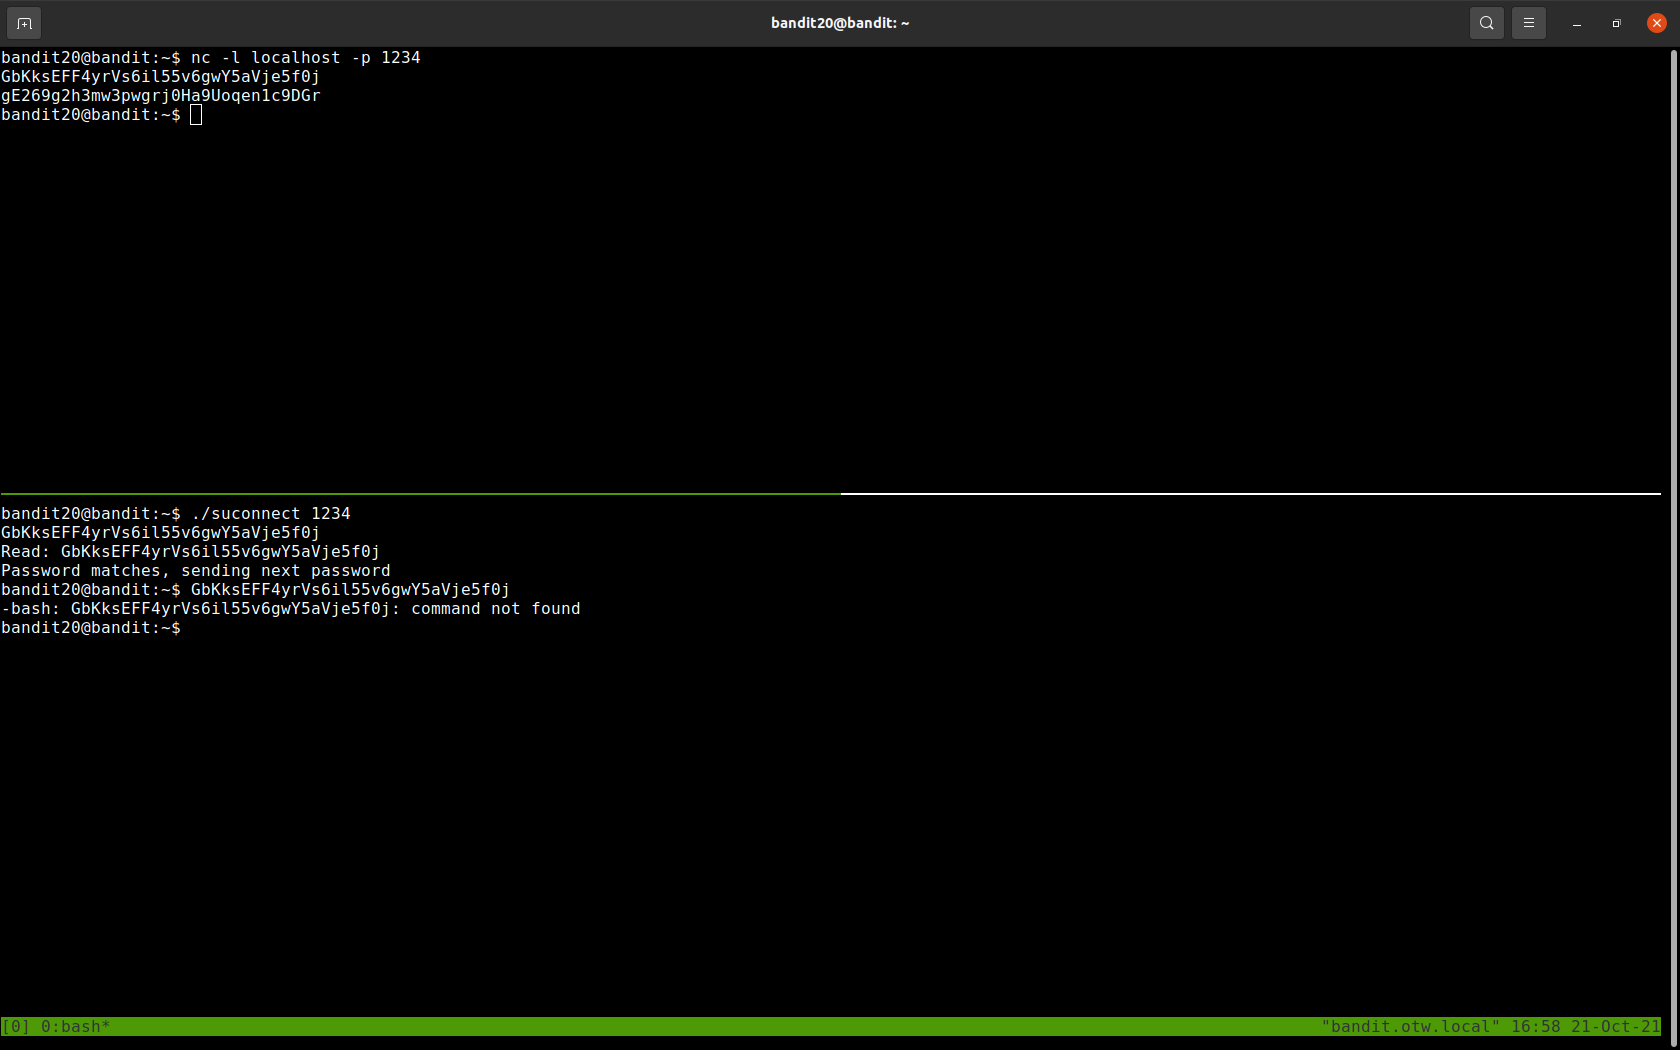 bandit20@bandit: ~
bandit20@bandit:~$ nc -l localhost -p 1234
GbKksEFF4yrVs6il55v6gwY5aVje5f0j
gE269g2h3mw3pwgrj0Ha9Uoqen1c9DGr
bandit20@bandit:~$
bandit20@bandit:~$ ./suconnect 1234
GbKksEFF4yrVs6il55v6gwY5aVje5f0j
Read: GbKksEFF4yrVs6il55v6gwY5aVje5f0j
Password matches, sending next password
bandit20@bandit:~$ GbKksEFF4yrVs6il55v6gwY5aVje5f0j
-bash: GbKksEFF4yrVs6il55v6gwY5aVje5f0j: command not found
bandit20@bandit:~$
[0] 0:bash* "bandit.otw.local" 16:58 21-Oct-21